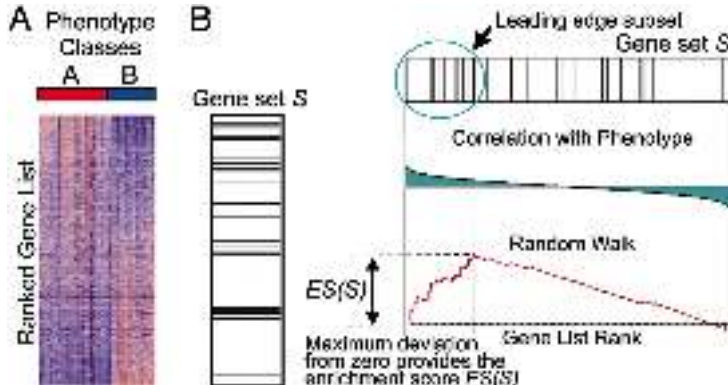 A
Phenotype
Classes
A
B
Ranked Gene List
B
Gene set S
Leading edge subset
Gene set S
Correlation with Phenotype
Random Walk
ES(S)
Gene List Rank
Maximum deviation
from zero provides the
enrichment score ES(S)